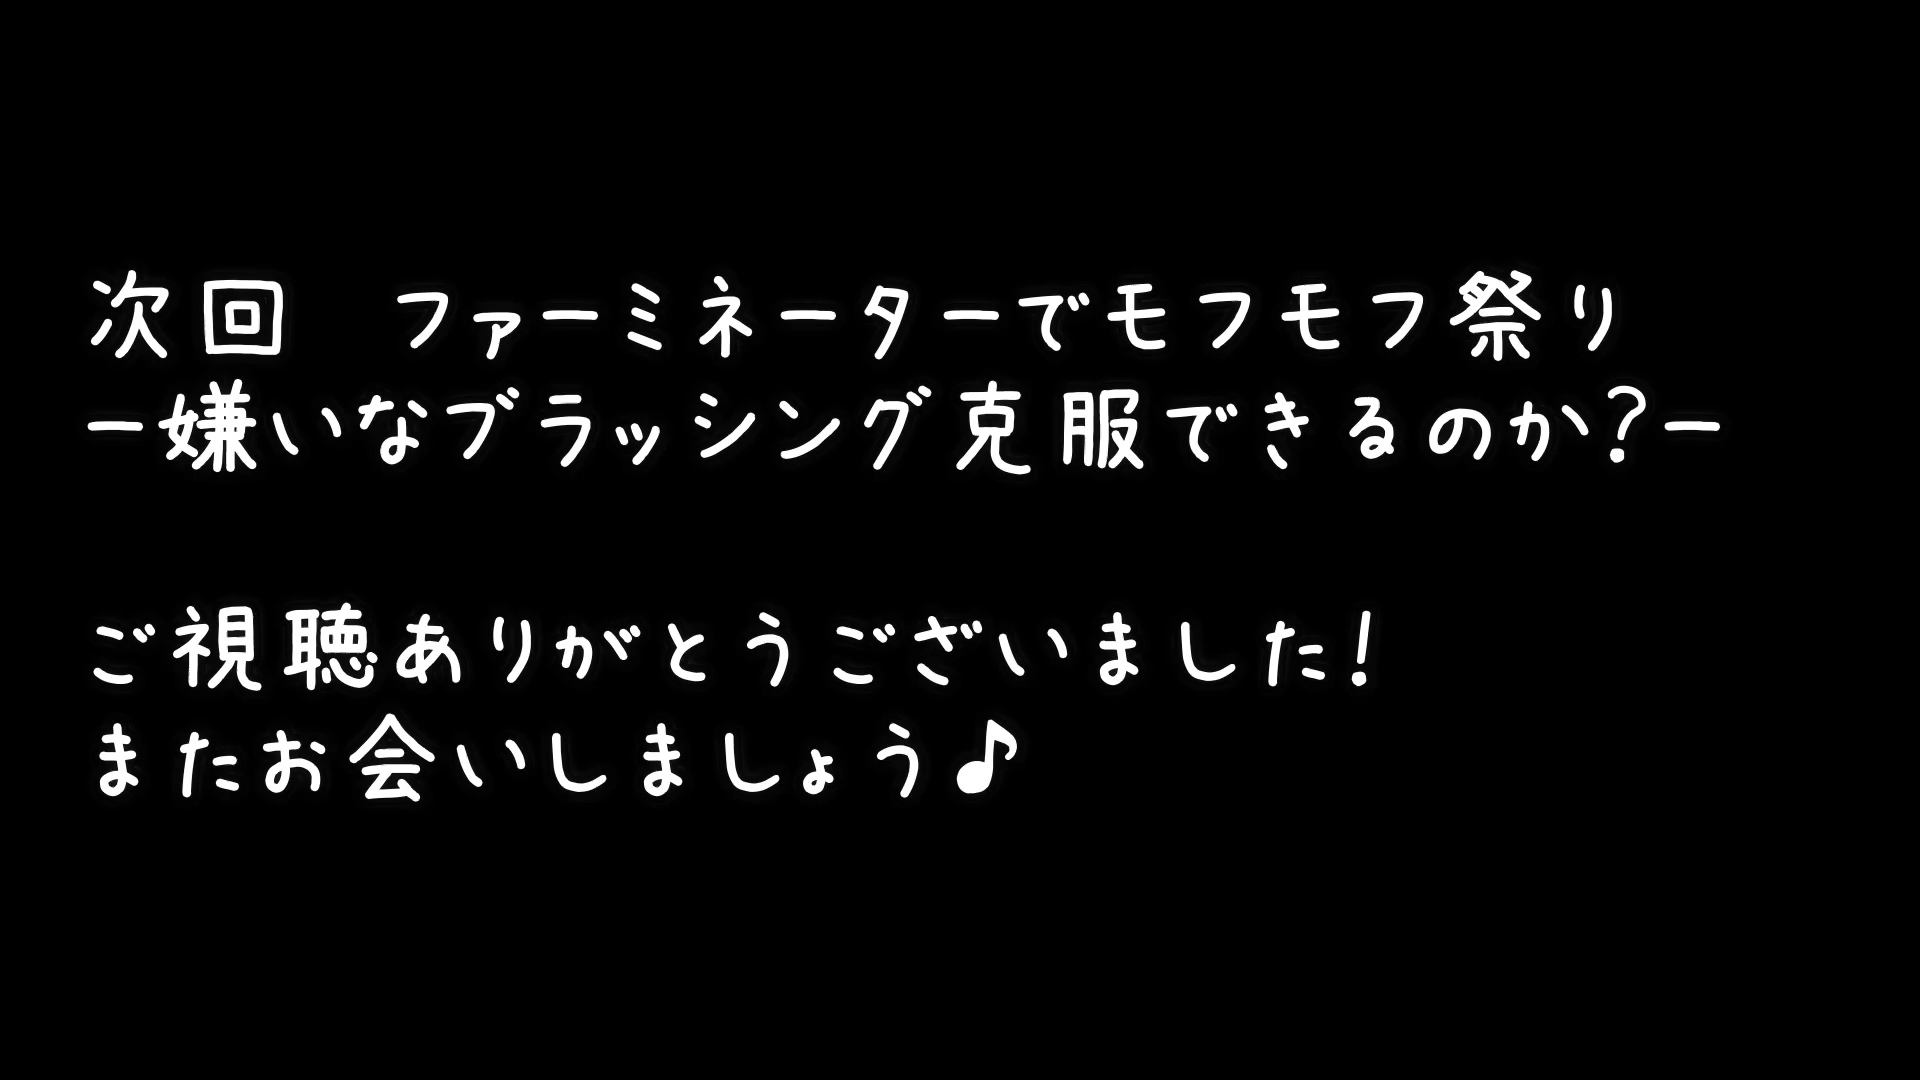 次回　ファーミネーターでモフモフ祭り
ー嫌いなブラッシング克服できるのか？ー
ご視聴ありがとうございました！
またお会いしましょう♪